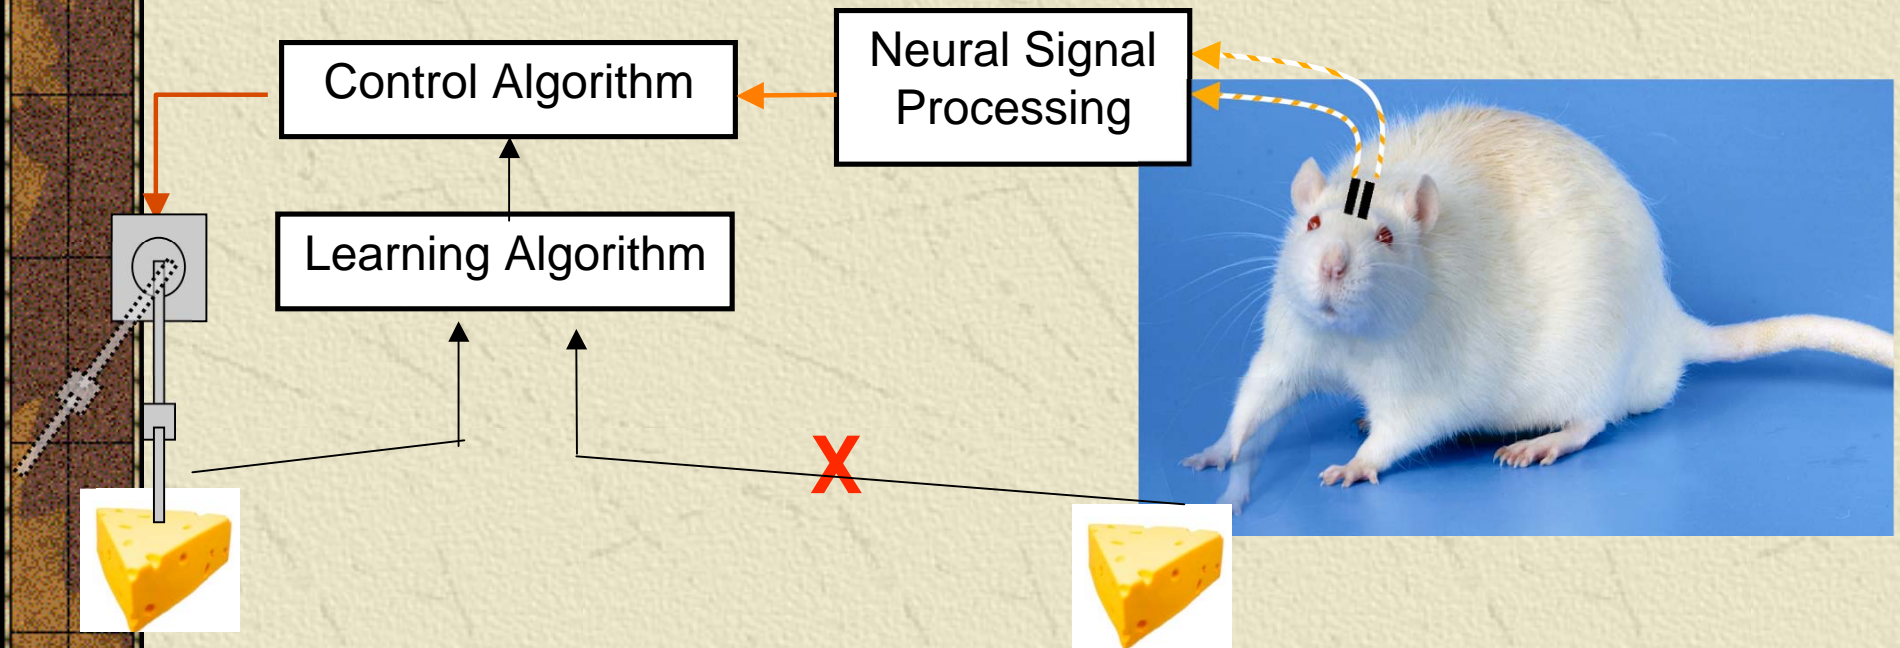 Control Algorithm
Neural Signal
Processing
Learning Algorithm
X